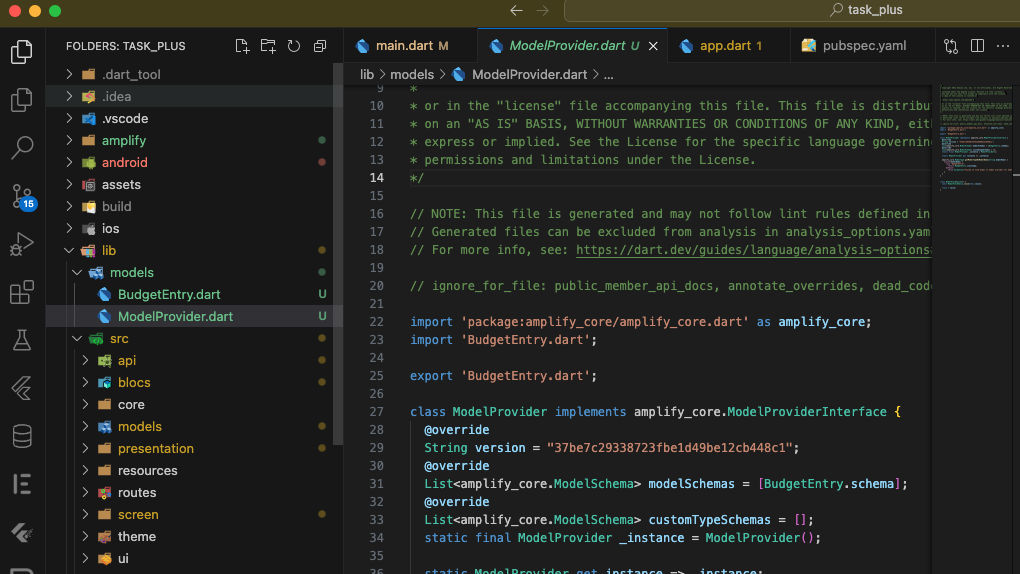 task_plus
FOLDERS: TASK_PLUS
main.dart M
ModelProvider.dart U
app.dart 1
pubspec.yaml
lib > models > ModelProvider.dart > ...
.dart_tool
.idea
.vscode
amplify
android
assets
build
ios
lib
models
BudgetEntry.dart U
ModelProvider.dart U
src
api
blocs
core
models
presentation
resources
routes
screen
theme
ui
15
9 *
10 * or in the "license" file accompanying this file. This file is distribu
11 * on an "AS IS" BASIS, WITHOUT WARRANTIES OR CONDITIONS OF ANY KIND, eit
12 * express or implied. See the License for the specific language governin
13 * permissions and limitations under the License.
14 */
15
16 // NOTE: This file is generated and may not follow lint rules defined in
17 // Generated files can be excluded from analysis in analysis_options.yam
18 // For more info, see: https://dart.dev/guides/language/analysis-options
19
20 // ignore_for_file: public_member_api_docs, annotate_overrides, dead_cod
21
22 import 'package:amplify_core/amplify_core.dart' as amplify_core;
23 import 'BudgetEntry.dart';
24
25 export 'BudgetEntry.dart';
26
27 class ModelProvider implements amplify_core.ModelProviderInterface {
28 @override
29 String version = "37be7c29338723fbe1d49be12cb448c1";
30 @override
31 List<amplify_core.ModelSchema> modelSchemas = [BudgetEntry.schema];
32 @override
33 List<amplify_core.ModelSchema> customTypeSchemas = [];
34 static final ModelProvider _instance = ModelProvider();
35
36 static ModelProvider get instance => _instance;